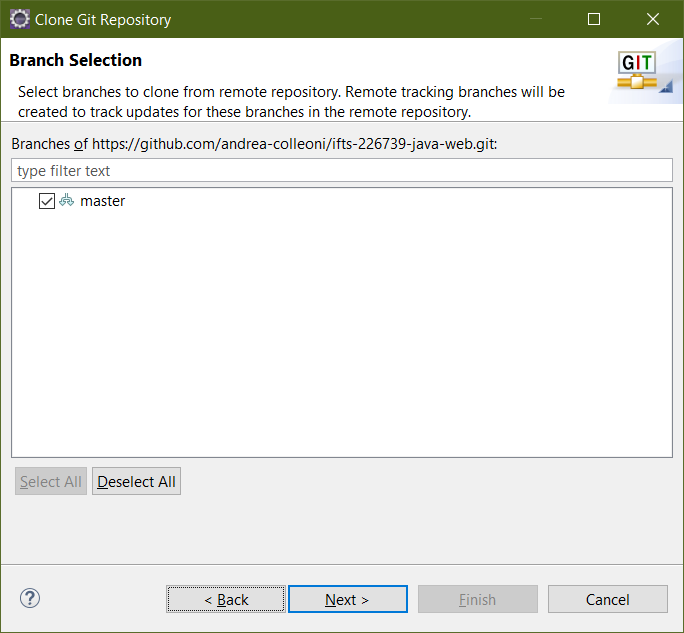 Clone Git Repository
Branch Selection
GIT
Select branches to clone from remote repository. Remote tracking branches will be
created to track updates for these branches in the remote repository.
Branches of https://github.com/andrea-colleoni/ifts-226739-java-web.git:
type filter text
master
Select All Deselect All
? < Back Next > Finish Cancel